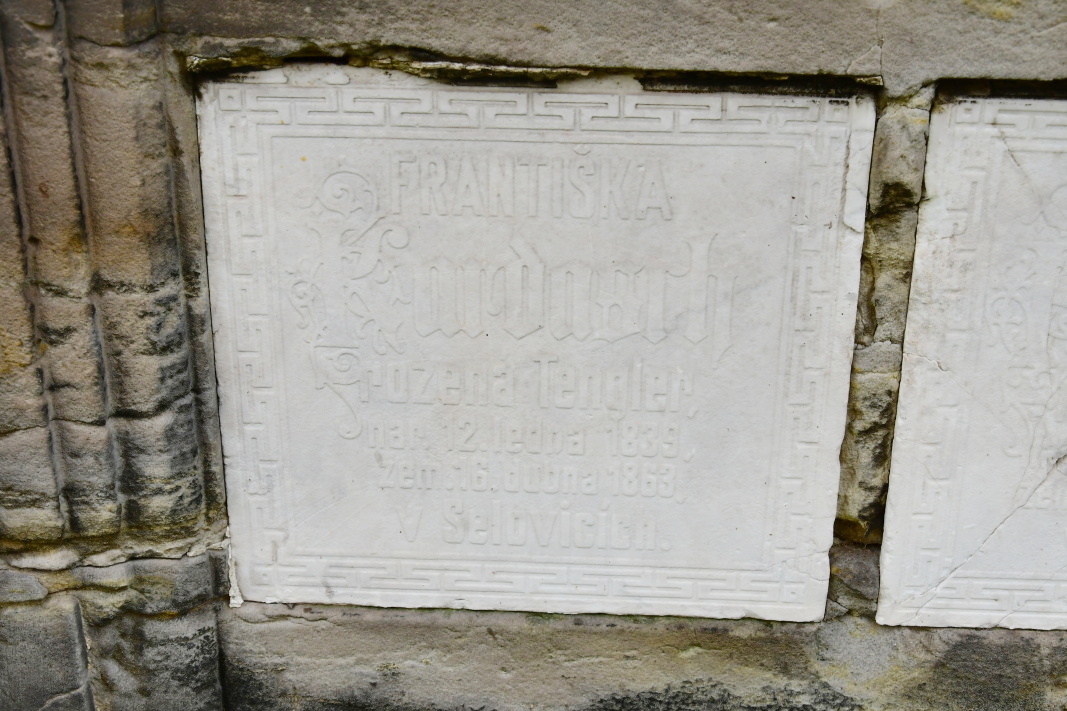 FRANTIŠKA
rozená Tengler,
nar. 12. ledna 1839,
zem. 16. dubna 1863,
v Selovicích.